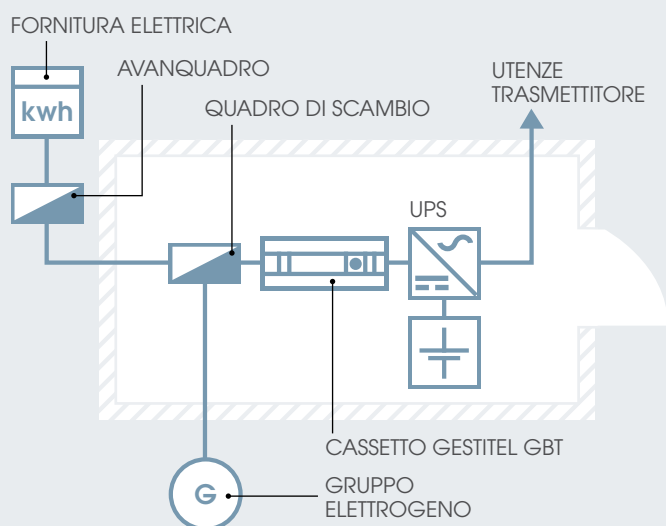 FORNITURA ELETTRICA
AVANQUADRO
QUADRO DI SCAMBIO
UTENZE
TRASMETTITORE
kwh
UPS
CASSETTO GESTITEL GBT
G
GRUPPO
ELETTROGENO